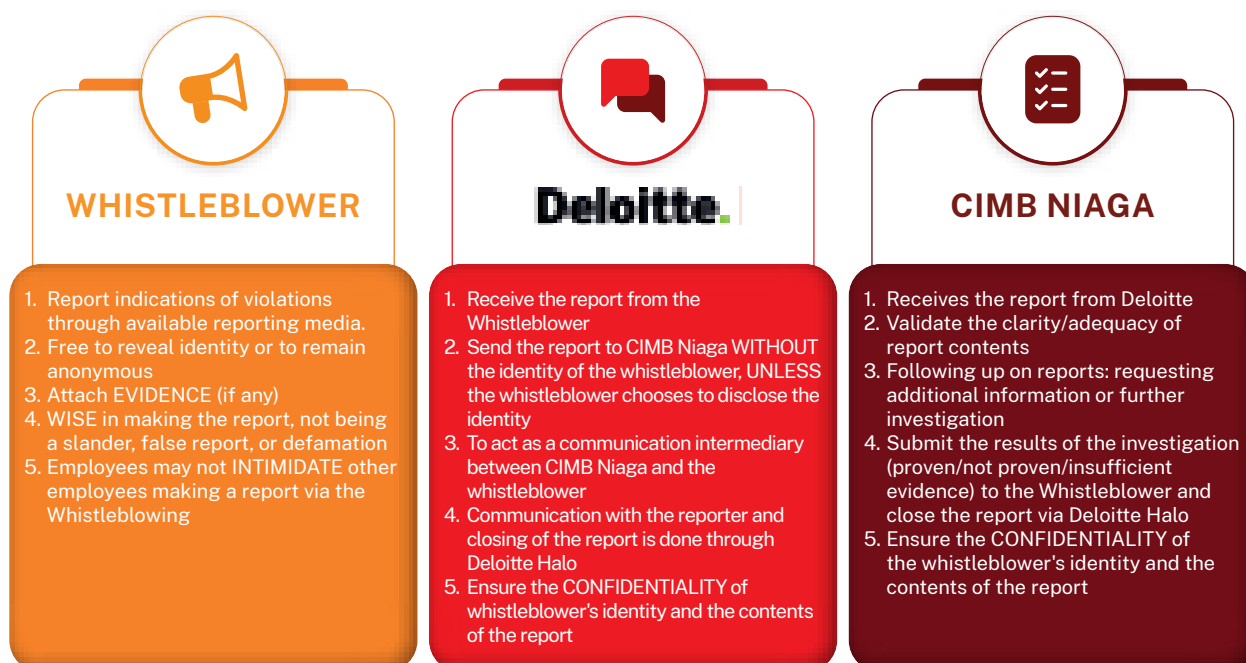 WHISTLEBLOWER
1. Report indications of violations
through available reporting media.
2. Free to reveal identity or to remain
anonymous
3. Attach EVIDENCE (if any)
4. WISE in making the report, not being
a slander, false report, or defamation
5. Employees may not INTIMIDATE other
employees making a report via the
Whistleblowing
Deloitte.
1. Receive the report from the
Whistleblower
2. Send the report to CIMB Niaga WITHOUT
the identity of the whistleblower, UNLESS
the whistleblower chooses to disclose the
identity
3. To act as a communication intermediary
between CIMB Niaga and the
whistleblower
4. Communication with the reporter and
closing of the report is done through
Deloitte Halo
5. Ensure the CONFIDENTIALITY of
whistleblower's identity and the contents
of the report
CIMB NIAGA
1. Receives the report from Deloitte
2. Validate the clarity/adequacy of
report contents
3. Following up on reports: requesting
additional information or further
investigation
4. Submit the results of the investigation
(proven/not proven/insufficient
evidence) to the Whistleblower and
close the report via Deloitte Halo
5. Ensure the CONFIDENTIALITY of
the whistleblower's identity and the
contents of the report